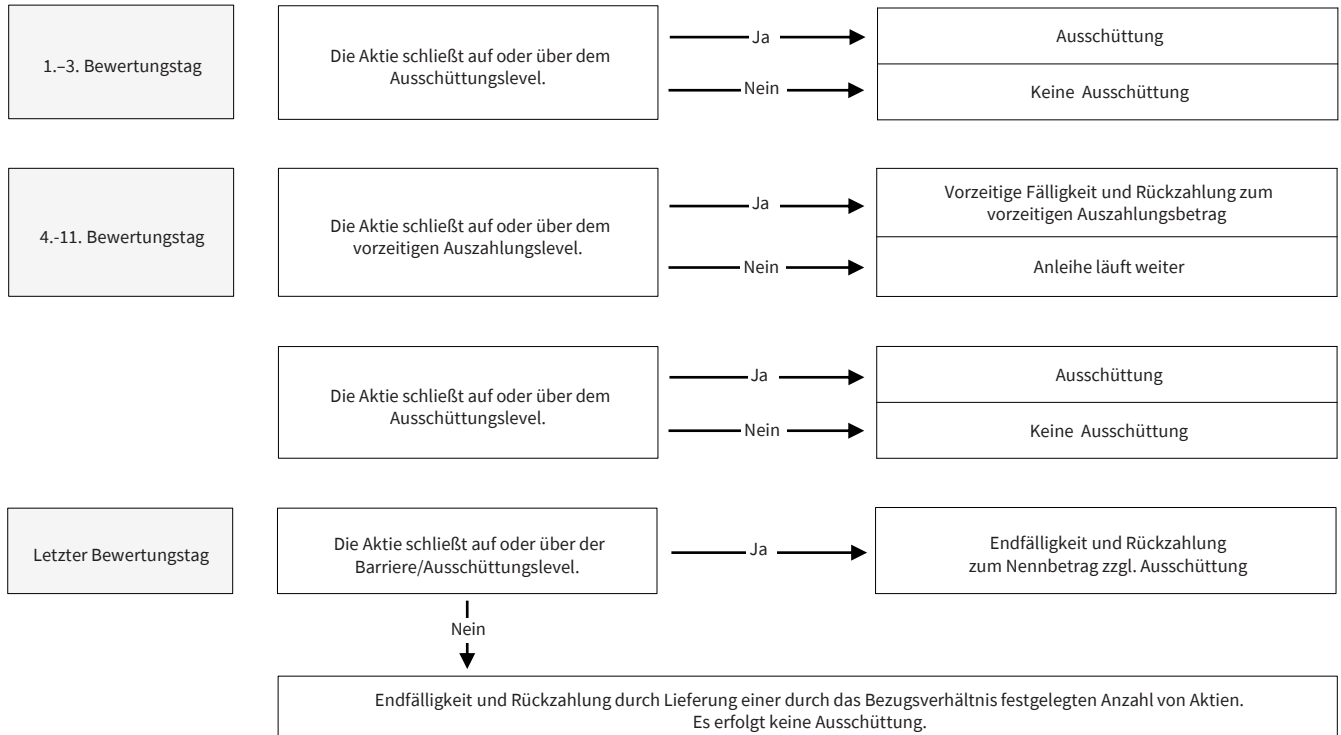 1.–3. Bewertungstag
Die Aktie schließt auf oder über dem
Ausschüttungslevel.
Ja
Ausschüttung
Nein
Keine Ausschüttung
4.-11. Bewertungstag
Die Aktie schließt auf oder über dem
vorzeitigen Auszahlungslevel.
Ja
Vorzeitige Fälligkeit und Rückzahlung zum
vorzeitigen Auszahlungsbetrag
Nein
Anleihe läuft weiter
Die Aktie schließt auf oder über dem
Ausschüttungslevel.
Ja
Ausschüttung
Nein
Keine Ausschüttung
Letzter Bewertungstag
Die Aktie schließt auf oder über der
Barriere/Ausschüttungslevel.
Ja
Endfälligkeit und Rückzahlung
zum Nennbetrag zzgl. Ausschüttung
Nein
Endfälligkeit und Rückzahlung durch Lieferung einer durch das Bezugsverhältnis festgelegten Anzahl von Aktien.
Es erfolgt keine Ausschüttung.